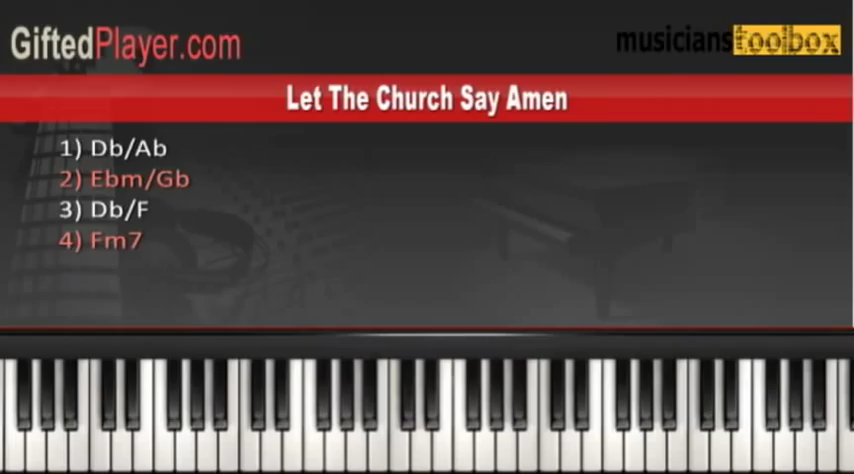 GiftedPlayer.com
musicianstoolbox
Let The Church Say Amen
1) Db/Ab
2) Ebm/Gb
3) Db/F
4) Fm7